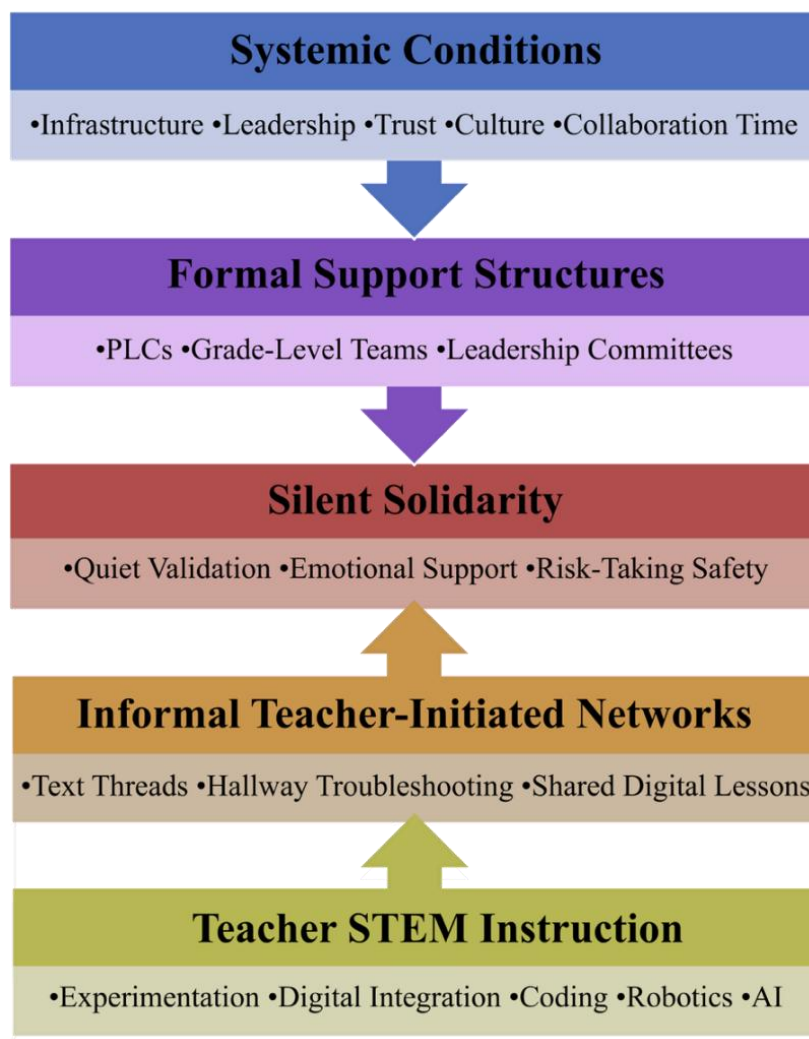 Systemic Conditions
•Infrastructure •Leadership •Trust •Culture •Collaboration Time
Formal Support Structures
•PLCs •Grade-Level Teams •Leadership Committees
Silent Solidarity
•Quiet Validation •Emotional Support •Risk-Taking Safety
Informal Teacher-Initiated Networks
•Text Threads •Hallway Troubleshooting •Shared Digital Lessons
Teacher STEM Instruction
•Experimentation •Digital Integration •Coding •Robotics •AI